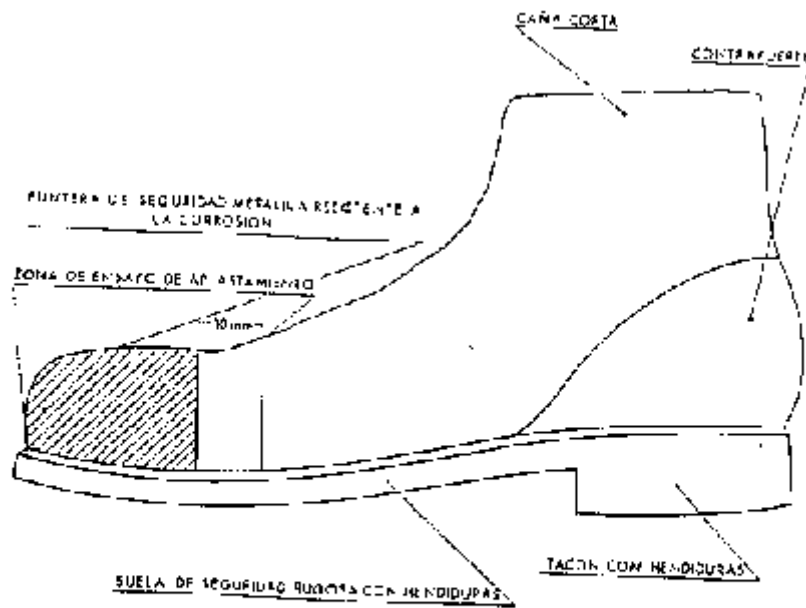 CAÑA CORTA
CONTRAFUERTE
PUNTERA DE SEGURIDAD METALICA RESISTENTE A
LA CORROSION
ZONA DE ENSAYO DE APLASTAMIENTO
10 mm
SUELA DE SEGURIDAD RUGOSA CON HENDIDURAS
TACON CON HENDIDURAS